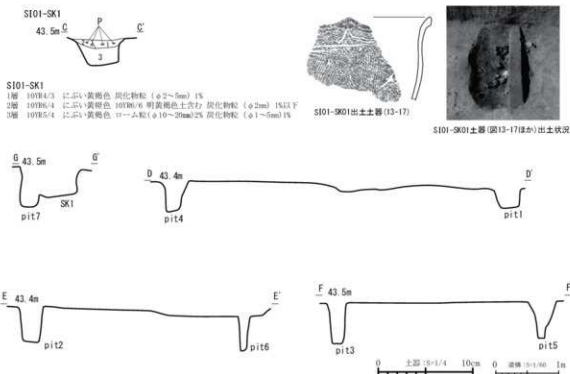 SI01-SK1
P
C C'
43.5m
1
3
SI01-SK1
1層 10YR4/3 にぶい黄褐色 炭化物粒(φ2～5mm) 1%
2層 10YR6/4 にぶい黄橙色 10YR6/6 明黄褐色土含む 炭化物粒(φ2mm) 1%以下
3層 10YR5/4 にぶい黄褐色 ローム粒(φ10～20mm)2% 炭化物粒(φ1～5mm)1%
SI01-SK01出土土器(13-17)
SI01-SK01土器(図13-17ほか)出土状況
G 43.5m G'
pit7
SK1
D 43.4m D'
pit4
pit1
E 43.4m E'
pit2
pit6
F 43.5m F
pit3
pit5
0 土器:S=1/4 10cm
0 遺構:S=1/60 1m